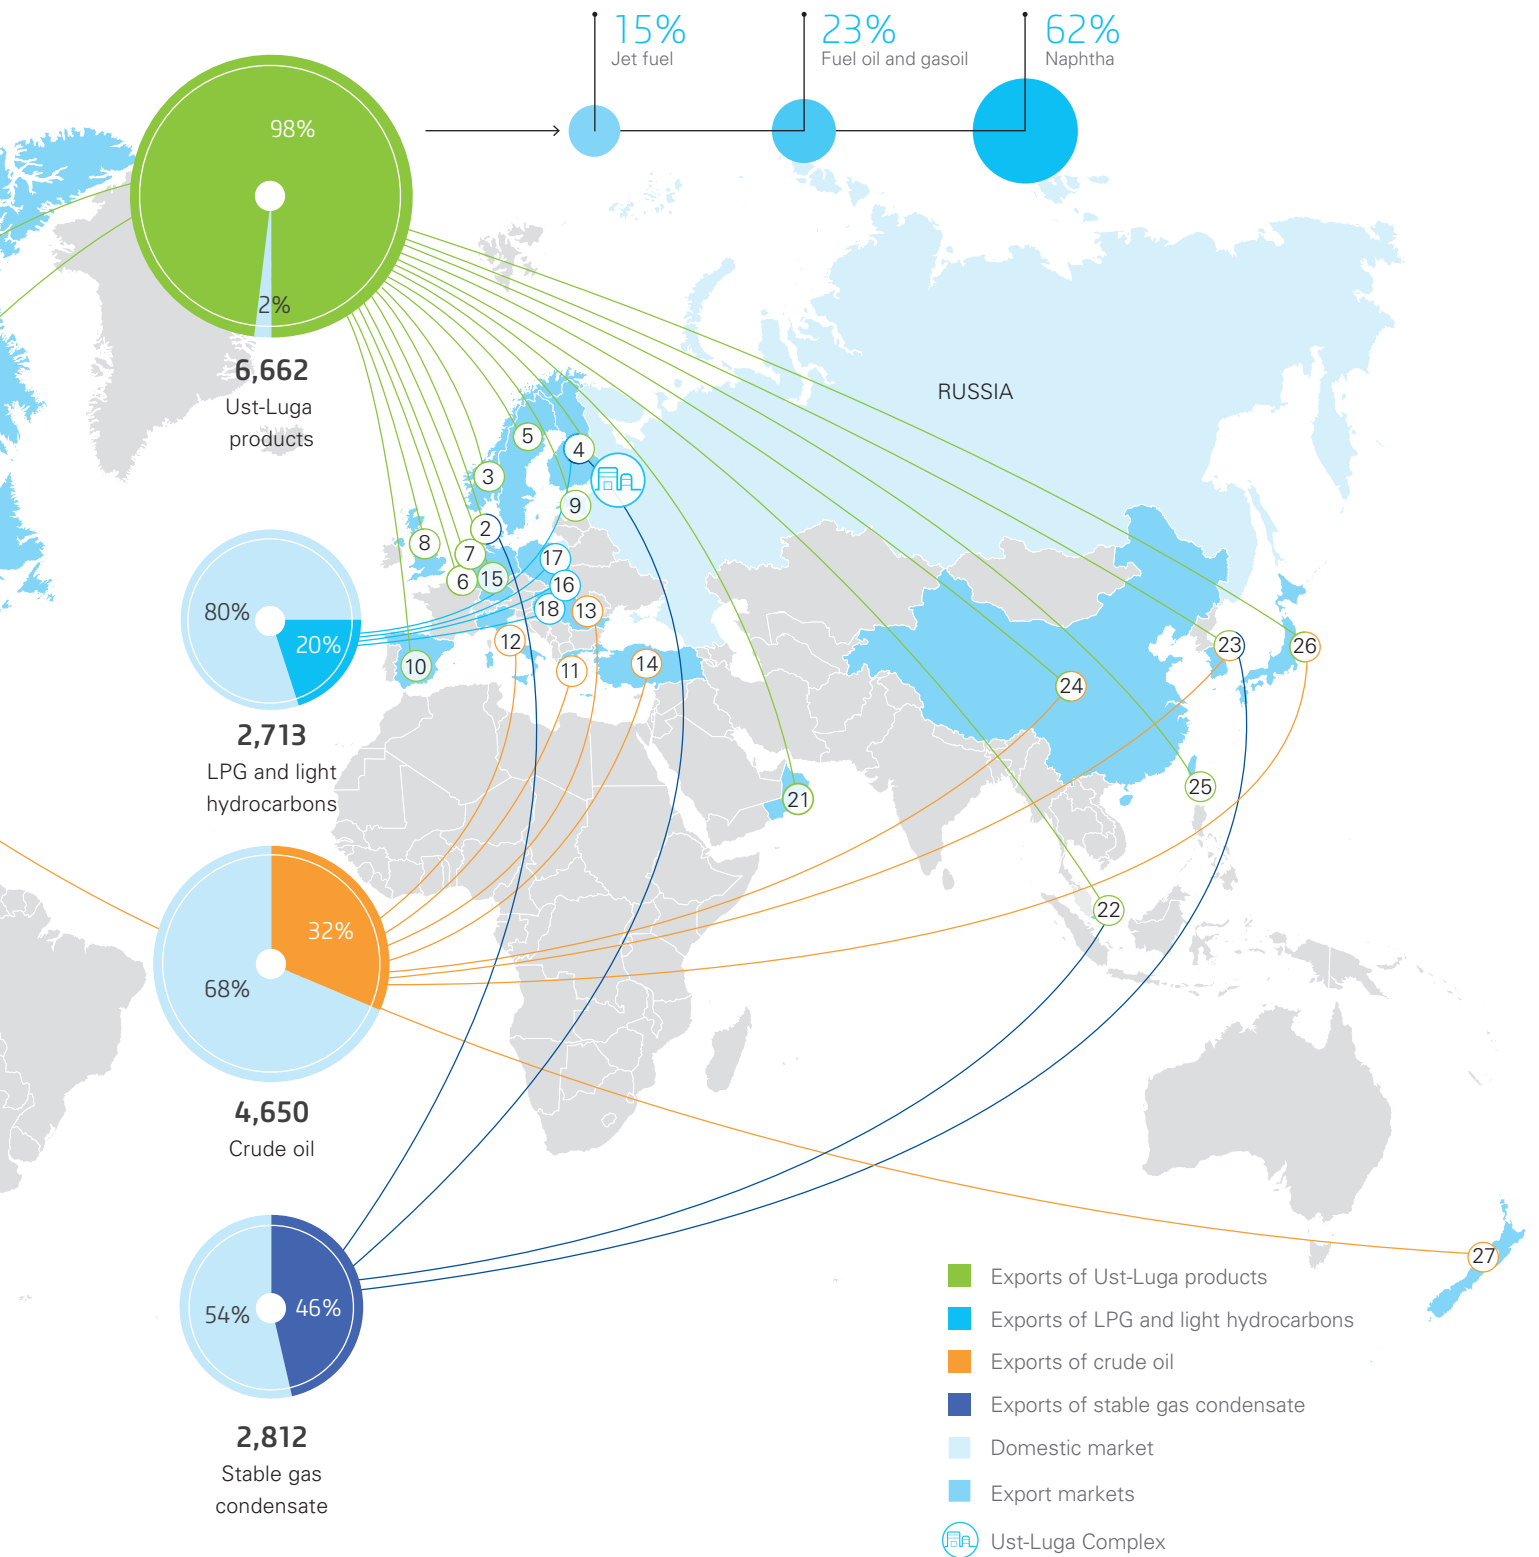 15%
Jet fuel
23%
Fuel oil and gasoil
62%
Naphtha
98%
2%
6,662
Ust-Luga
products
RUSSIA
5
4
3
9
2
8
7
17
6
15
16
18
13
12
10
11
14
23
26
24
25
21
22
27
80%
20%
2,713
LPG and light
hydrocarbons
32%
68%
4,650
Crude oil
54%
46%
2,812
Stable gas
condensate
Exports of Ust-Luga products
Exports of LPG and light hydrocarbons
Exports of crude oil
Exports of stable gas condensate
Domestic market
Export markets
Ust-Luga Complex